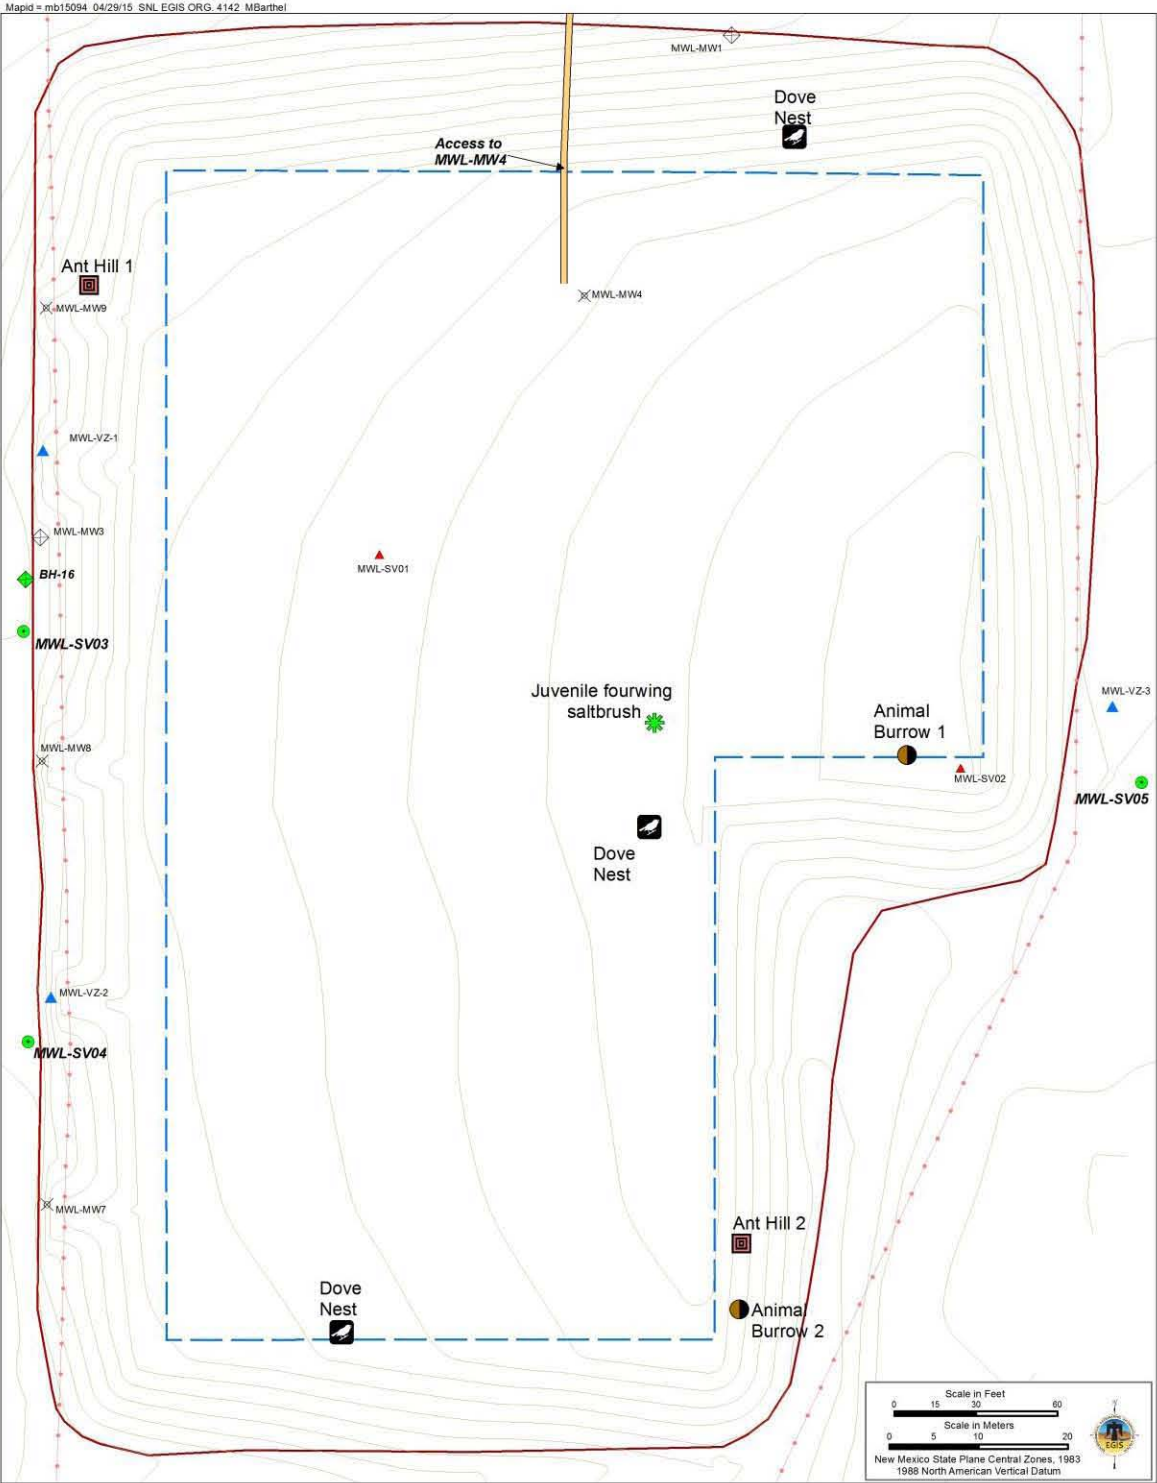 Mapid = mb15094  04/29/15  SNL EGIS ORG. 4142  MBarthel
MWL-MW1
Dove
Nest
Access to
MWL-MW4
Ant Hill 1
MWL-MW9
MWL-MW4
MWL-VZ-1
MWL-MW3
BH-16
MWL-SV01
MWL-SV03
Juvenile fourwing
saltbrush
MWL-VZ-3
Animal
Burrow 1
MWL-MW8
MWL-SV02
MWL-SV05
Dove
Nest
MWL-VZ-2
MWL-SV04
MWL-MW7
Ant Hill 2
Dove
Nest
Animal
Burrow 2
Scale in Feet
0 15 30 60
Scale in Meters
0 5 10 20
EGIS
New Mexico State Plane Central Zones, 1983
1988 North American Vertical Datum